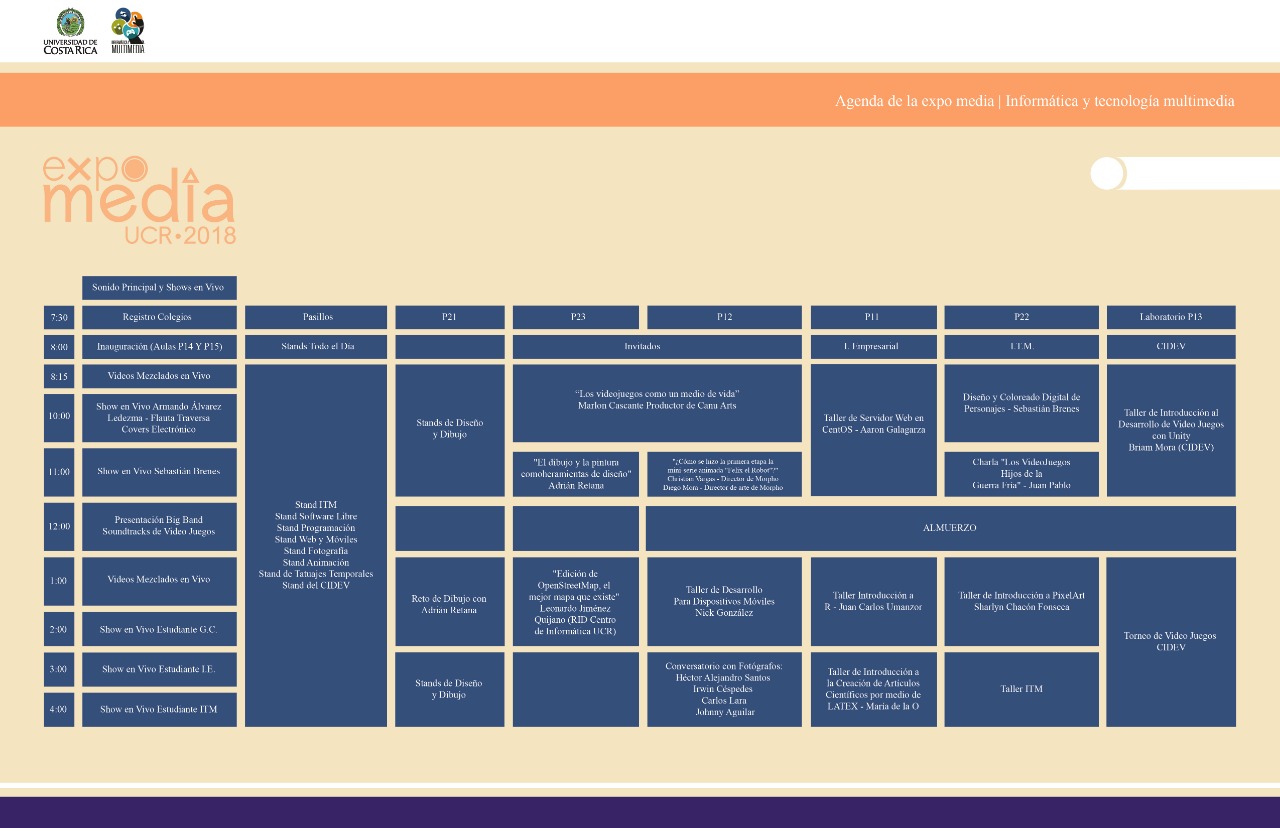 UNIVERSIDAD DE
COSTA RICA
MULTIMEDIA
Agenda de la expo media | Informática y tecnología multimedia
expo
media
UCR•2018
Sonido Principal y Shows en Vivo
7:30
Registro Colegios
Pasillos
P21
P23
P12
P11
P22
Laboratorio P13
8:00
Inauguración (Aulas P14 Y P15)
Stands Todo el Día
Invitados
I. Empresarial
I.T.M.
CIDEV
8:15
Videos Mezclados en Vivo
10:00
Show en Vivo Armando Álvarez
Ledezma - Flauta Traversa
Covers Electrónico
Stands de Diseño
y Dibujo
“Los videojuegos como un medio de vida”
Marlon Cascante Productor de Canu Arts
Taller de Servidor Web en
CentOS - Aaron Galagarza
Diseño y Coloreado Digital de
Personajes - Sebastián Brenes
Taller de Introducción al
Desarrollo de Video Juegos
con Unity
Briam Mora (CIDEV)
11:00
Show en Vivo Sebastián Brenes
"El dibujo y la pintura
comoheramientas de diseño"
Adrián Retana
"¿Cómo se hizo la primera etapa la
mini-serie animada "Felix el Robot"?"
Christian Vargas - Director de Morpho
Diego Mora - Director de arte de Morpho
Charla "Los VideoJuegos
Hijos de la
Guerra Fría" - Juan Pablo
Stand ITM
Stand Software Libre
Stand Programación
Stand Web y Móviles
Stand Fotografía
Stand Animación
Stand de Tatuajes Temporales
Stand del CIDEV
12:00
Presentación Big Band
Soundtracks de Video Juegos
ALMUERZO
1:00
Videos Mezclados en Vivo
Reto de Dibujo con
Adrián Retana
"Edición de
OpenStreetMap, el
mejor mapa que existe"
Leonardo Jiménez
Quijano (RID Centro
de Informática UCR)
Taller de Desarrollo
Para Dispositivos Móviles
Nick González
Taller Introducción a
R - Juan Carlos Umanzor
Taller de Introducción a PixelArt
Sharlyn Chacón Fonseca
2:00
Show en Vivo Estudiante G.C.
Torneo de Video Juegos
CIDEV
3:00
Show en Vivo Estudiante I.E.
Stands de Diseño
y Dibujo
Conversatorio con Fotógrafos:
Héctor Alejandro Santos
Irwin Céspedes
Carlos Lara
Johnny Aguilar
Taller de Introducción a
la Creación de Artículos
Científicos por medio de
LATEX - María de la O
Taller ITM
4:00
Show en Vivo Estudiante ITM